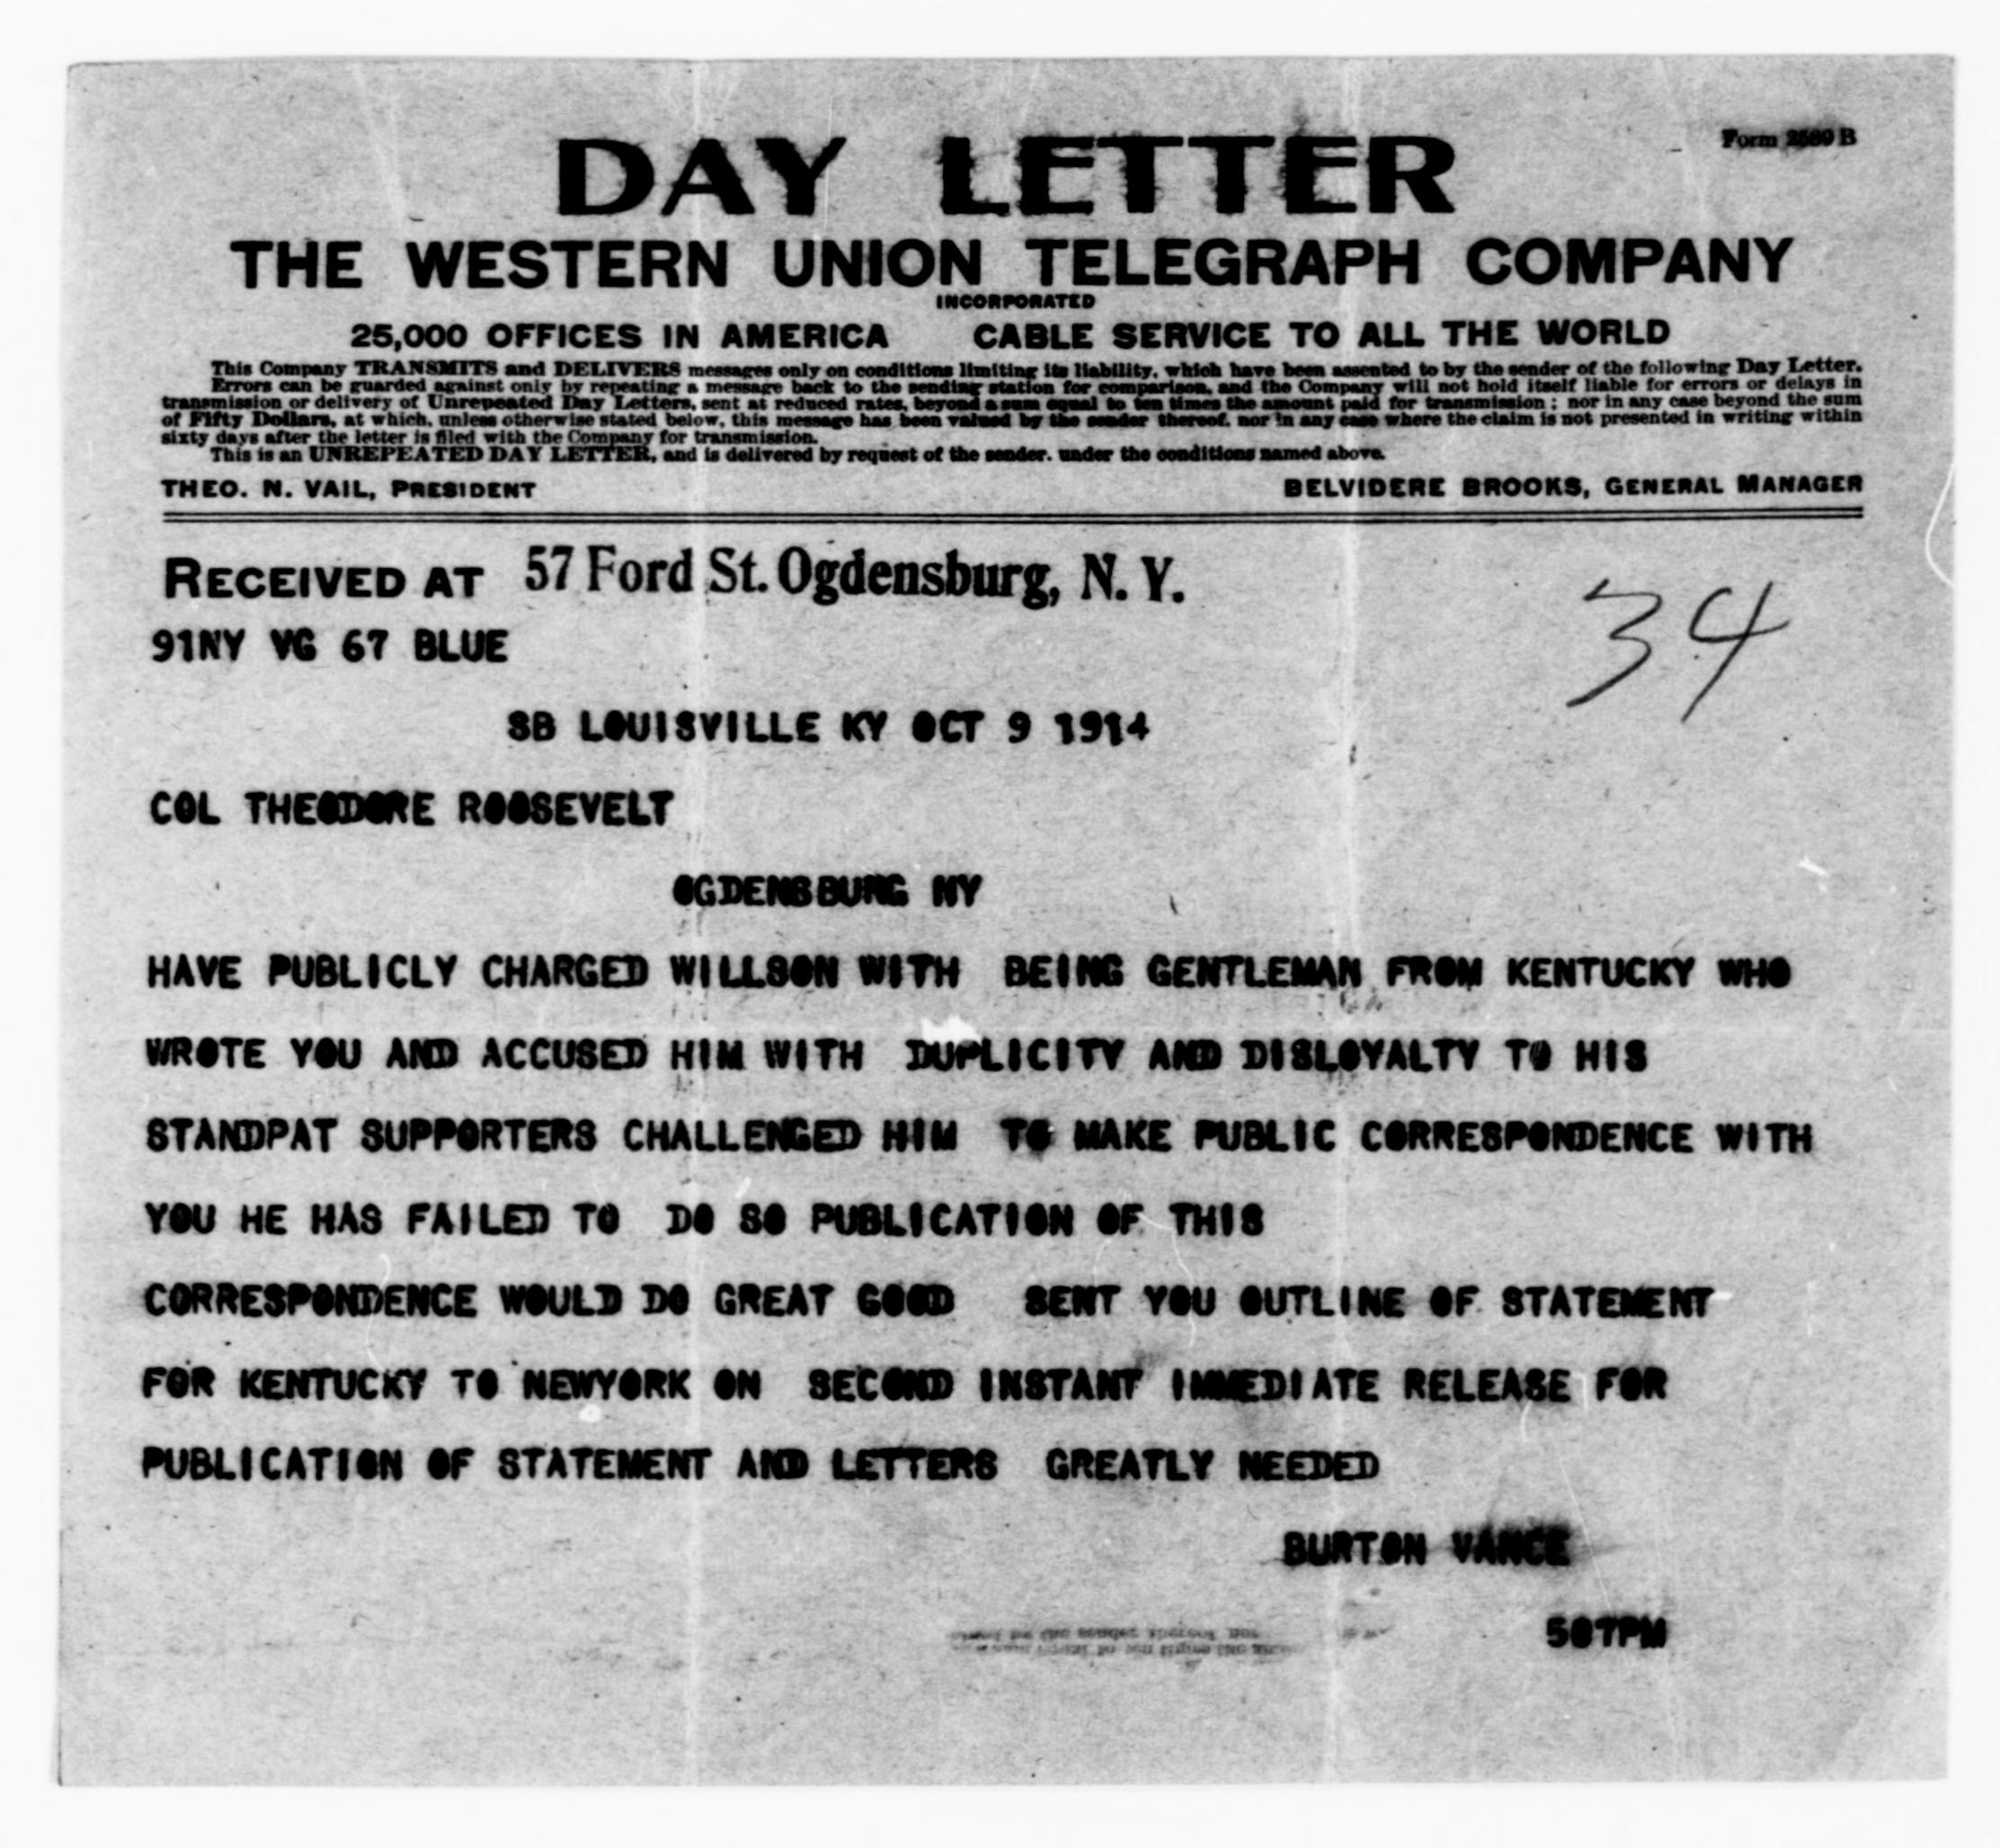 Form 2589 B
DAY LETTER
THE WESTERN UNION TELEGRAPH COMPANY
INCORPORATED
25,000 OFFICES IN AMERICA CABLE SERVICE TO ALL THE WORLD
This Company TRANSMITS and DELIVERS messages only on conditions limiting its liability, which have been assented to by the sender of the following Day Letter.
Errors can be guarded against only by repeating a message back to the sending station for comparison, and the Company will not hold itself liable for errors or delays in
transmission or delivery of Unrepeated Day Letters, sent at reduced rates, beyond a sum equal to ten times the amount paid for transmission; nor in any case beyond the sum
of Fifty Dollars, at which, unless otherwise stated below, this message has been valued by the sender thereof, nor in any case where the claim is not presented in writing within
sixty days after the letter is filed with the Company for transmission.
This is an UNREPEATED DAY LETTER, and is delivered by request of the sender, under the conditions named above.
THEO. N. VAIL, PRESIDENT BELVIDERE BROOKS, GENERAL MANAGER
RECEIVED AT 57 Ford St. Ogdensburg, N. Y.
34
91NY VG 67 BLUE
SB LOUISVILLE KY OCT 9 1914
COL THEODORE ROOSEVELT
OGDENSBURG NY
HAVE PUBLICLY CHARGED WILLSON WITH BEING GENTLEMAN FROM KENTUCKY WHO
WROTE YOU AND ACCUSED HIM WITH DUPLICITY AND DISLOYALTY TO HIS
STANDPAT SUPPORTERS CHALLENGED HIM TO MAKE PUBLIC CORRESPONDENCE WITH
YOU HE HAS FAILED TO DO SO PUBLICATION OF THIS
CORRESPONDENCE WOULD DO GREAT GOOD SENT YOU OUTLINE OF STATEMENT
FOR KENTUCKY TO NEWYORK ON SECOND INSTANT IMMEDIATE RELEASE FOR
PUBLICATION OF STATEMENT AND LETTERS GREATLY NEEDED
BURTON VANCE
507PM